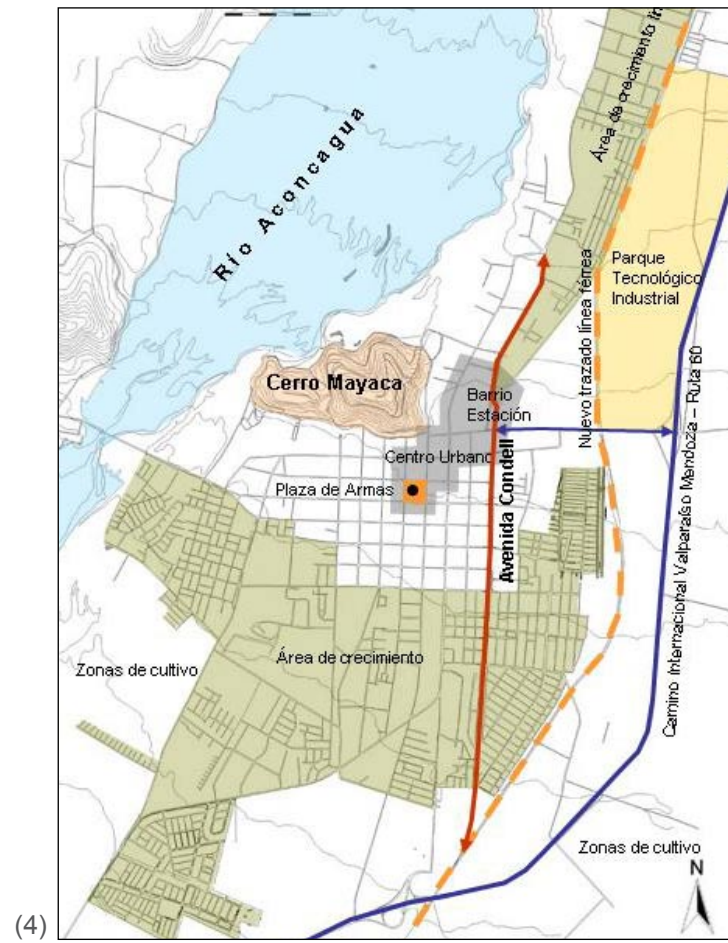 Área de crecimiento
Río Aconcagua
Parque
Tecnológico
Industrial
Nuevo trazado línea férrea
Cerro Mayaca
Barrio
Estación
Camino Internacional Valparaíso Mendoza – Ruta 60
Centro Urbano
Plaza de Armas
Avenida Condell
Área de crecimiento
Zonas de cultivo
Zonas de cultivo
N
(4)